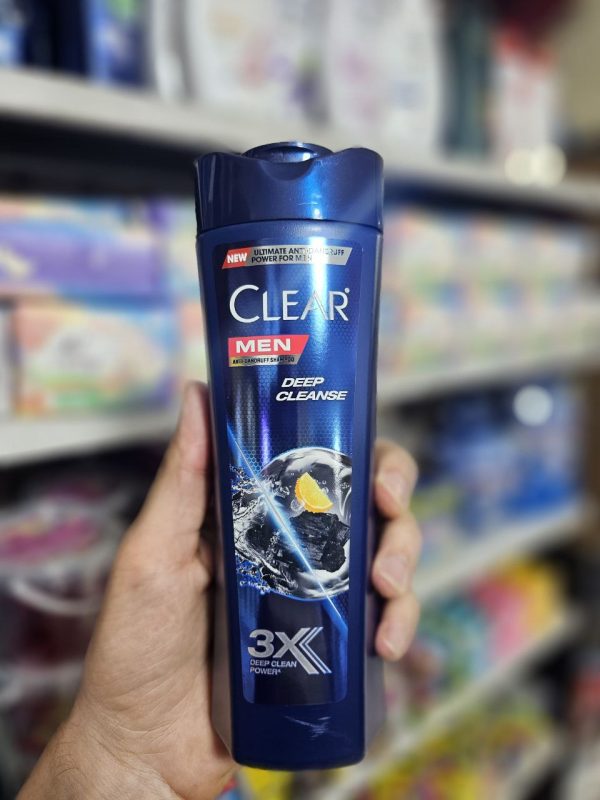 NEW ULTIMATE ANTI-DANDRUFF
POWER FOR MEN
CLEAR®
MEN
ANTI-DANDRUFF SHAMPOO
DEEP
CLEANSE
3X
DEEP CLEAN
POWER^